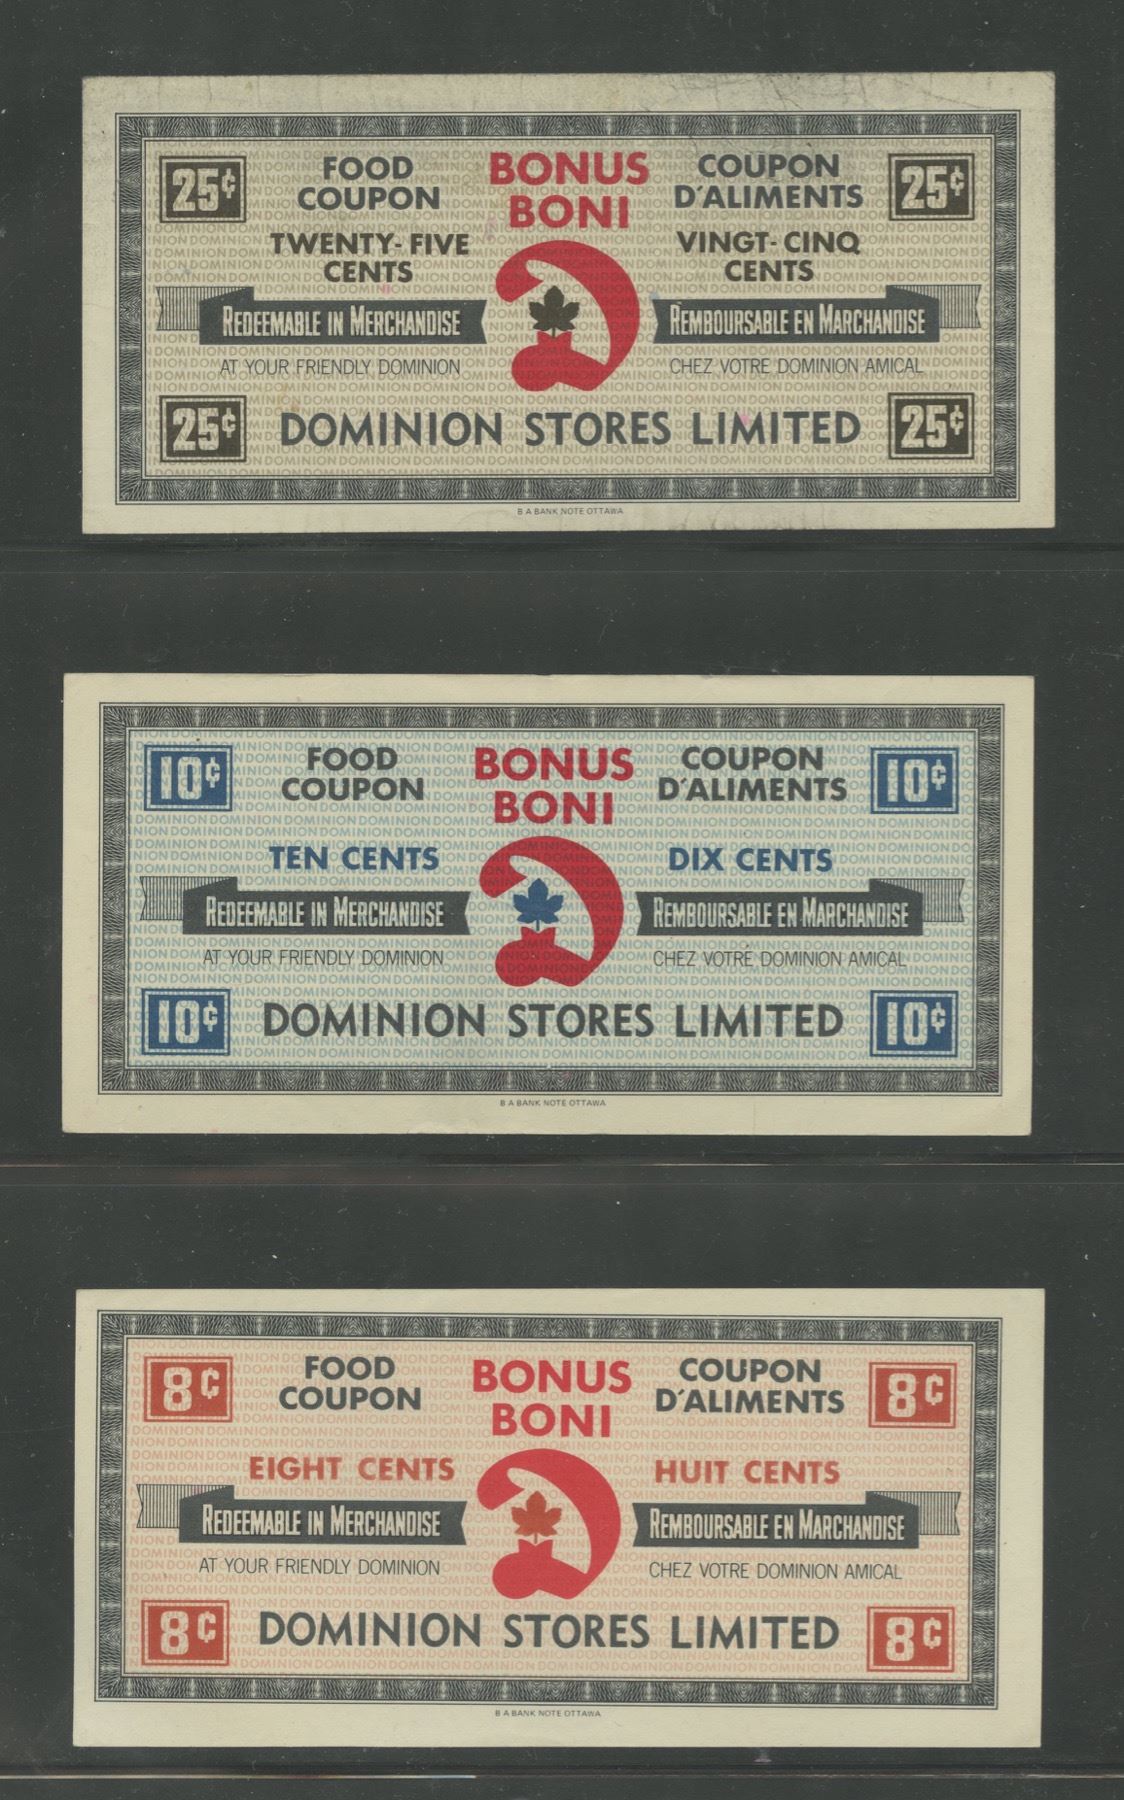 25¢
FOOD
COUPON
BONUS
BONI
COUPON
D'ALIMENTS
25¢
TWENTY-FIVE
CENTS
VINGT-CINQ
CENTS
REDEEMABLE IN MERCHANDISE
REMBOURSABLE EN MARCHANDISE
AT YOUR FRIENDLY DOMINION
CHEZ VOTRE DOMINION AMICAL
25¢
DOMINION STORES LIMITED
25¢
B A BANK NOTE OTTAWA
10¢
FOOD
COUPON
BONUS
BONI
COUPON
D'ALIMENTS
10¢
TEN CENTS
DIX CENTS
REDEEMABLE IN MERCHANDISE
REMBOURSABLE EN MARCHANDISE
AT YOUR FRIENDLY DOMINION
CHEZ VOTRE DOMINION AMICAL
10¢
DOMINION STORES LIMITED
10¢
B A BANK NOTE OTTAWA
8¢
FOOD
COUPON
BONUS
BONI
COUPON
D'ALIMENTS
8¢
EIGHT CENTS
HUIT CENTS
REDEEMABLE IN MERCHANDISE
REMBOURSABLE EN MARCHANDISE
AT YOUR FRIENDLY DOMINION
CHEZ VOTRE DOMINION AMICAL
8¢
DOMINION STORES LIMITED
8¢
B A BANK NOTE OTTAWA